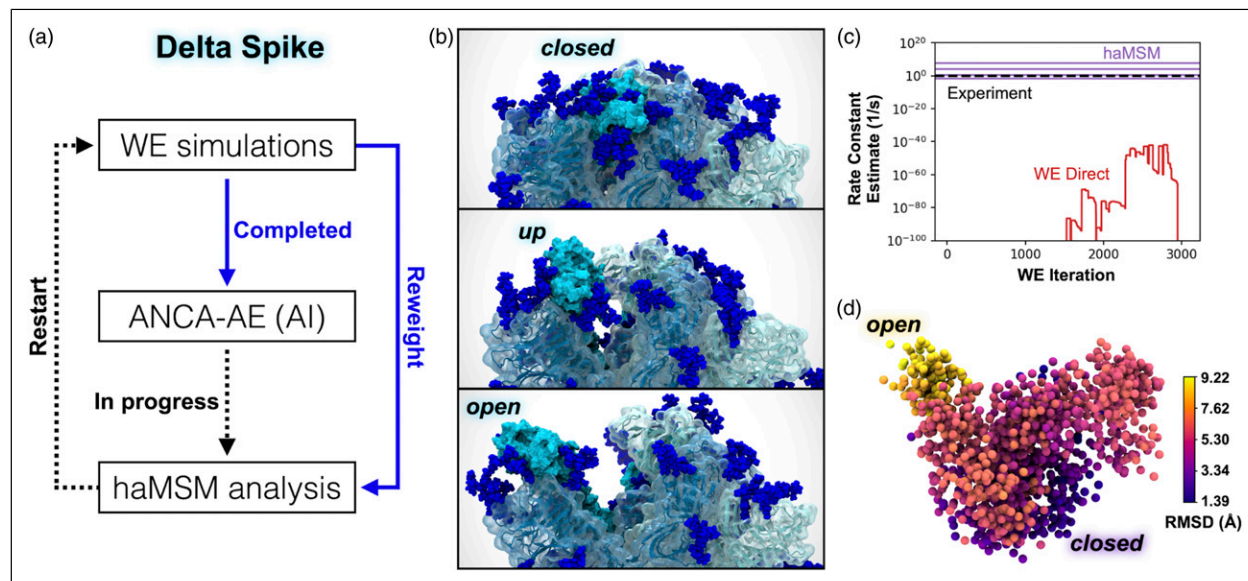 (a)
Delta Spike
WE simulations
Completed
ANCA-AE (AI)
In progress
haMSM analysis
Restart
Reweight
(b)
closed
up
open
(c)
10^20
10^0
10^-20
10^-40
10^-60
10^-80
10^-100
Rate Constant
Estimate (1/s)
haMSM
Experiment
WE Direct
0 1000 2000 3000
WE Iteration
(d)
open
closed
9.22
7.62
5.30
3.34
1.39
RMSD (Å)